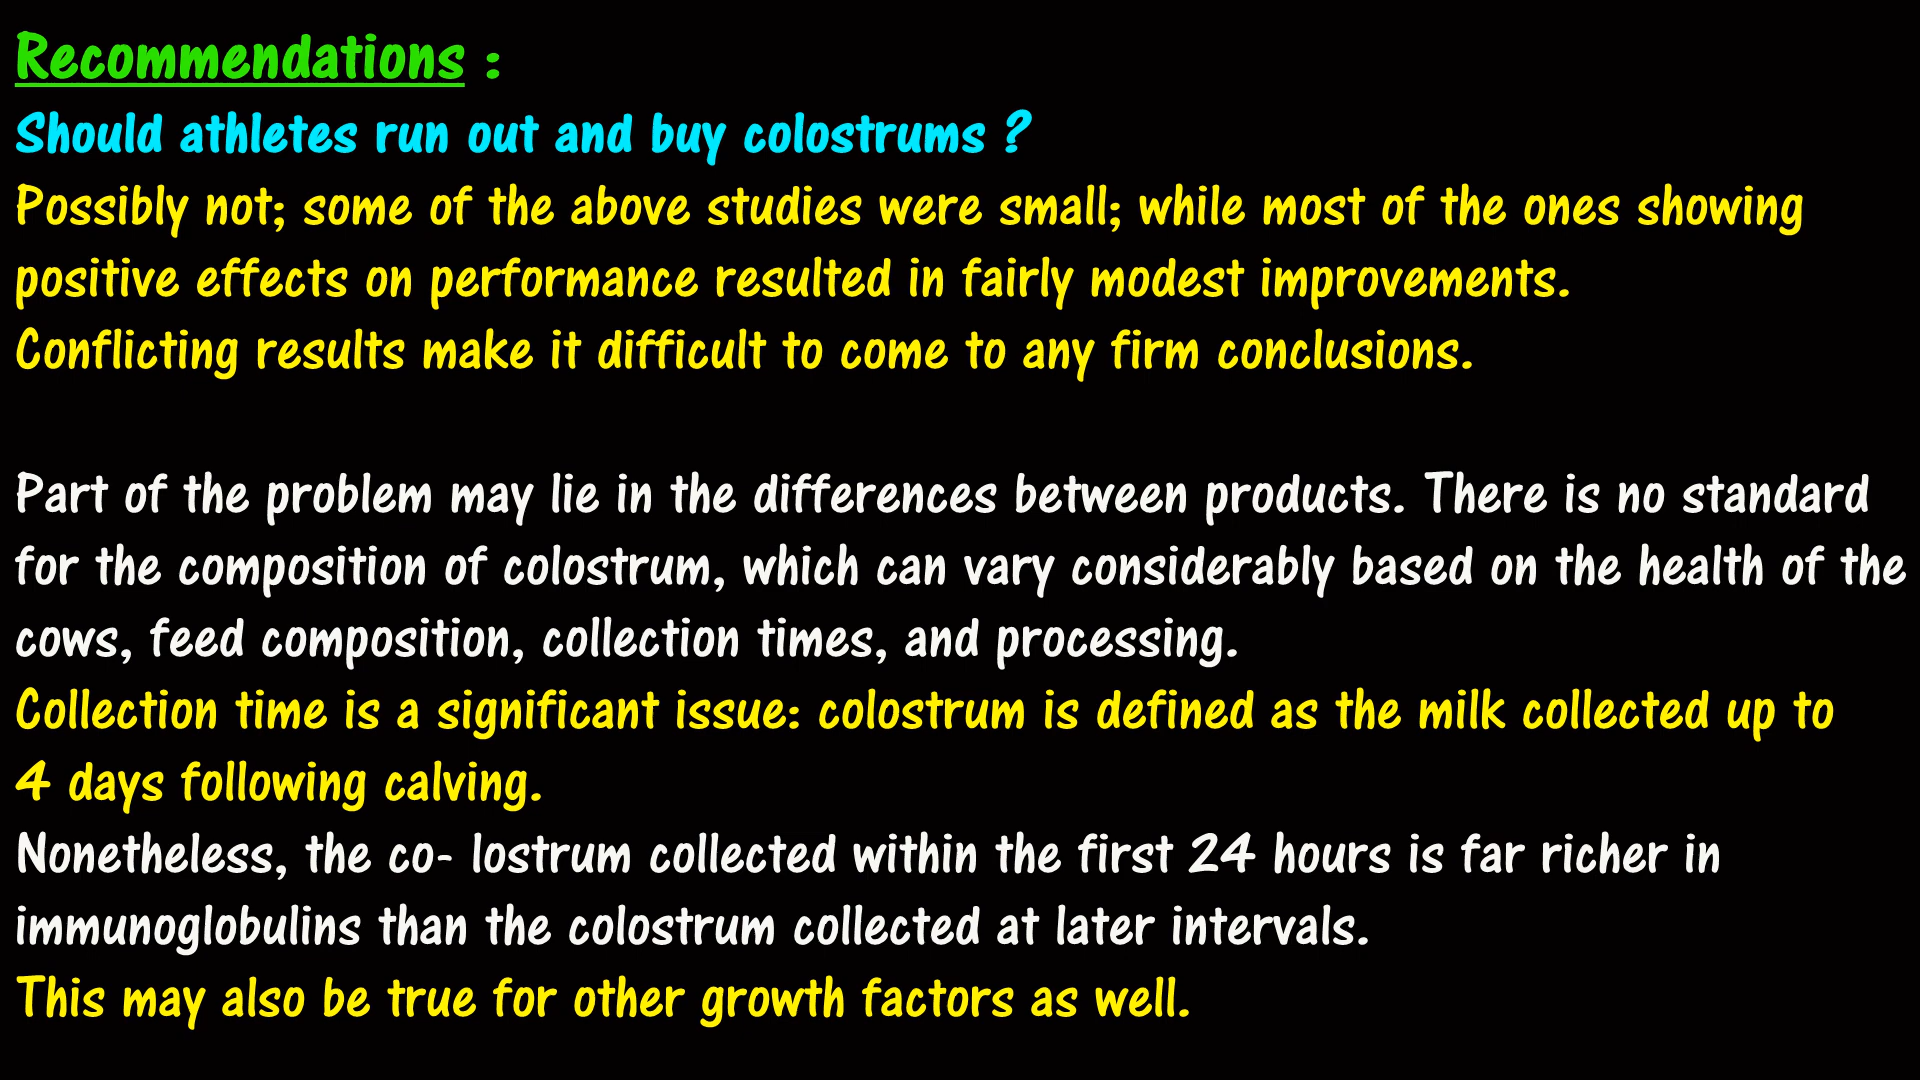 Recommendations :
Should athletes run out and buy colostrums ?
Possibly not; some of the above studies were small; while most of the ones showing
positive effects on performance resulted in fairly modest improvements.
Conflicting results make it difficult to come to any firm conclusions.
Part of the problem may lie in the differences between products. There is no standard
for the composition of colostrum, which can vary considerably based on the health of the
cows, feed composition, collection times, and processing.
Collection time is a significant issue: colostrum is defined as the milk collected up to
4 days following calving.
Nonetheless, the co- lostrum collected within the first 24 hours is far richer in
immunoglobulins than the colostrum collected at later intervals.
This may also be true for other growth factors as well.